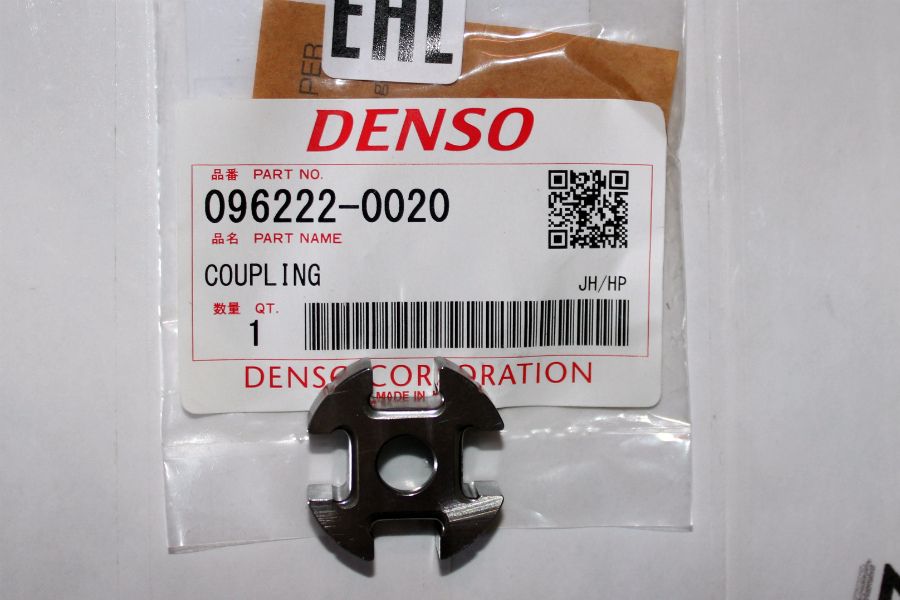 EAC
PER
g
DENSO
品番 PART NO.
096222-0020
品名 PART NAME
COUPLING
JH/HP
数量 QT.
1
DENSO CORPORATION
MADE IN